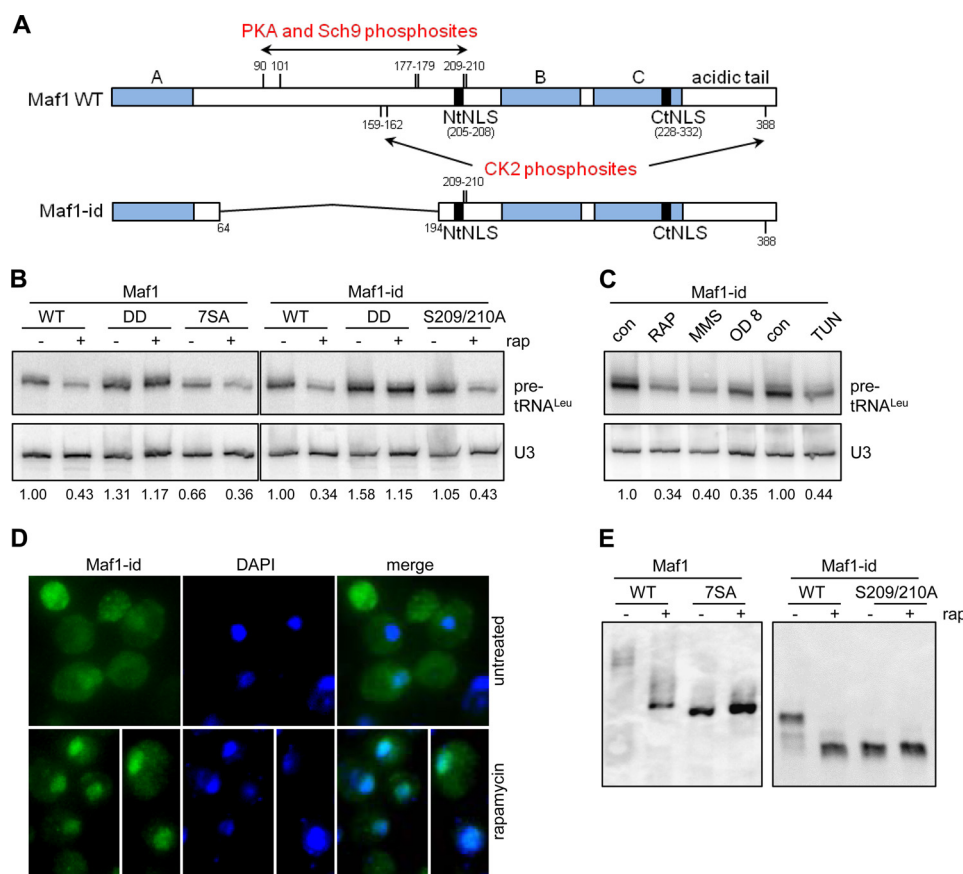 A
PKA and Sch9 phosphosites
90 101 177-179 209-210
A B C acidic tail
Maf1 WT
159-162 NtNLS CtNLS 388
(205-208) (228-332)
CK2 phosphosites
209-210
Maf1-id
64 194 NtNLS CtNLS 388
B
Maf1 Maf1-id
WT DD 7SA WT DD S209/210A
- + - + - + - + - + - + rap
pre-
tRNALeu
U3
1.00 0.43 1.31 1.17 0.66 0.36 1.00 0.34 1.58 1.15 1.05 0.43
C
Maf1-id
con RAP MMS OD 8 con TUN
pre-
tRNALeu
U3
1.0 0.34 0.40 0.35 1.00 0.44
D
Maf1-id DAPI merge
untreated
rapamycin
E
Maf1 Maf1-id
WT 7SA WT S209/210A
- + - + - + - + rap